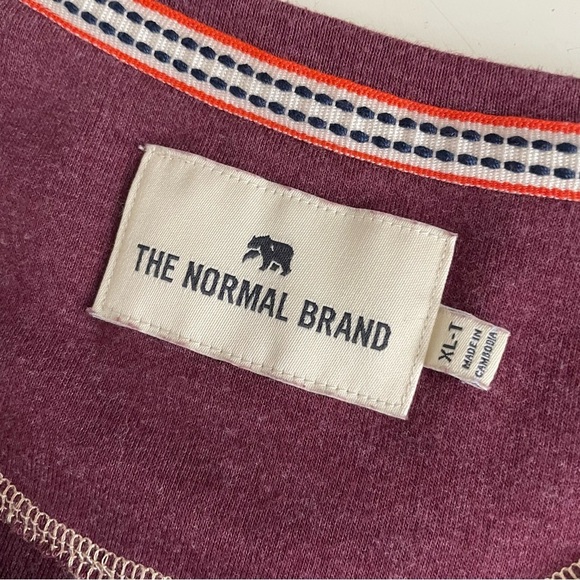 THE NORMAL BRAND
XL-T
MADE IN
CAMBODIA